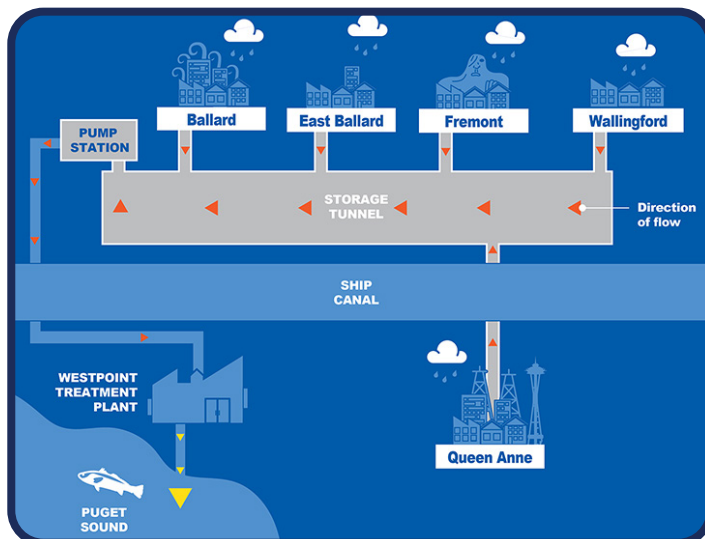 Ballard
East Ballard
Fremont
Wallingford
PUMP
STATION
STORAGE
TUNNEL
Direction
of flow
SHIP
CANAL
WESTPOINT
TREATMENT
PLANT
Queen Anne
PUGET
SOUND